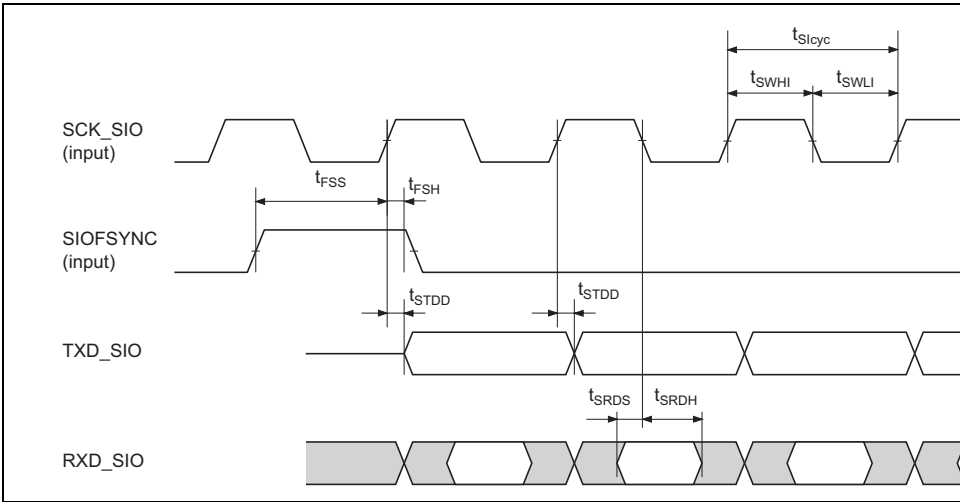 tSIcyc
tSWHI
tSWLI
SCK_SIO
(input)
tFSS
tFSH
SIOFSYNC
(input)
tSTDD
tSTDD
TXD_SIO
tSRDS
tSRDH
RXD_SIO